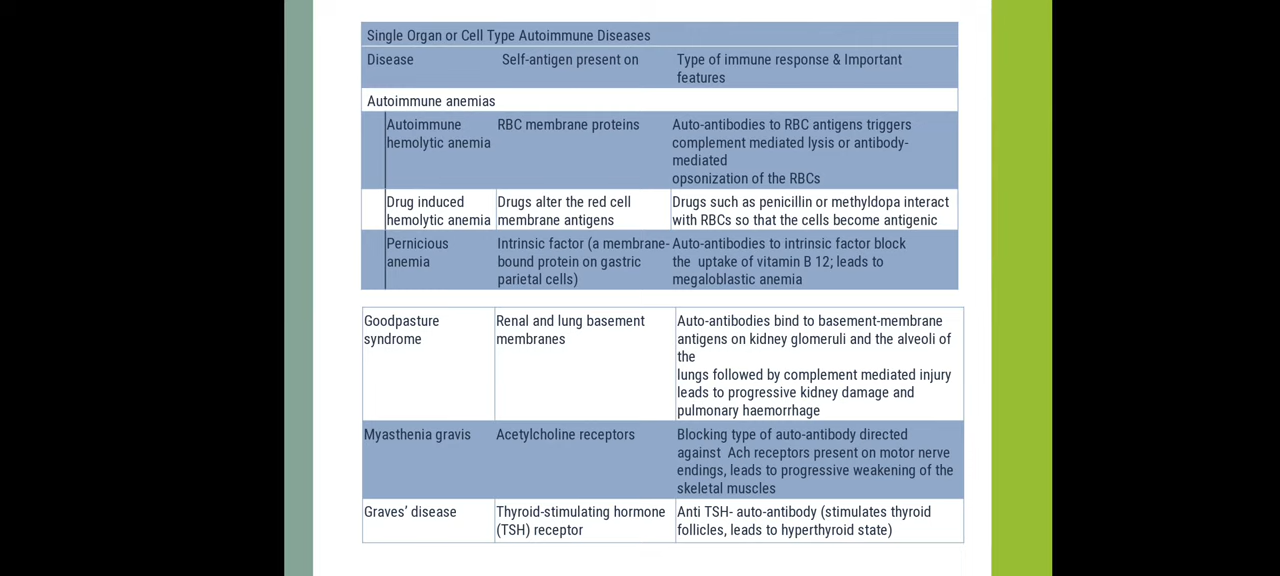 Single Organ or Cell Type Autoimmune Diseases
Disease Self-antigen present on Type of immune response & Important
features
Autoimmune anemias
Autoimmune
hemolytic anemia
RBC membrane proteins
Auto-antibodies to RBC antigens triggers
complement mediated lysis or antibody-
mediated
opsonization of the RBCs
Drug induced
hemolytic anemia
Drugs alter the red cell
membrane antigens
Drugs such as penicillin or methyldopa interact
with RBCs so that the cells become antigenic
Pernicious
anemia
Intrinsic factor (a membrane-
bound protein on gastric
parietal cells)
Auto-antibodies to intrinsic factor block
the uptake of vitamin B 12; leads to
megaloblastic anemia
Goodpasture
syndrome
Renal and lung basement
membranes
Auto-antibodies bind to basement-membrane
antigens on kidney glomeruli and the alveoli of
the
lungs followed by complement mediated injury
leads to progressive kidney damage and
pulmonary haemorrhage
Myasthenia gravis
Acetylcholine receptors
Blocking type of auto-antibody directed
against Ach receptors present on motor nerve
endings, leads to progressive weakening of the
skeletal muscles
Graves’ disease
Thyroid-stimulating hormone
(TSH) receptor
Anti TSH- auto-antibody (stimulates thyroid
follicles, leads to hyperthyroid state)